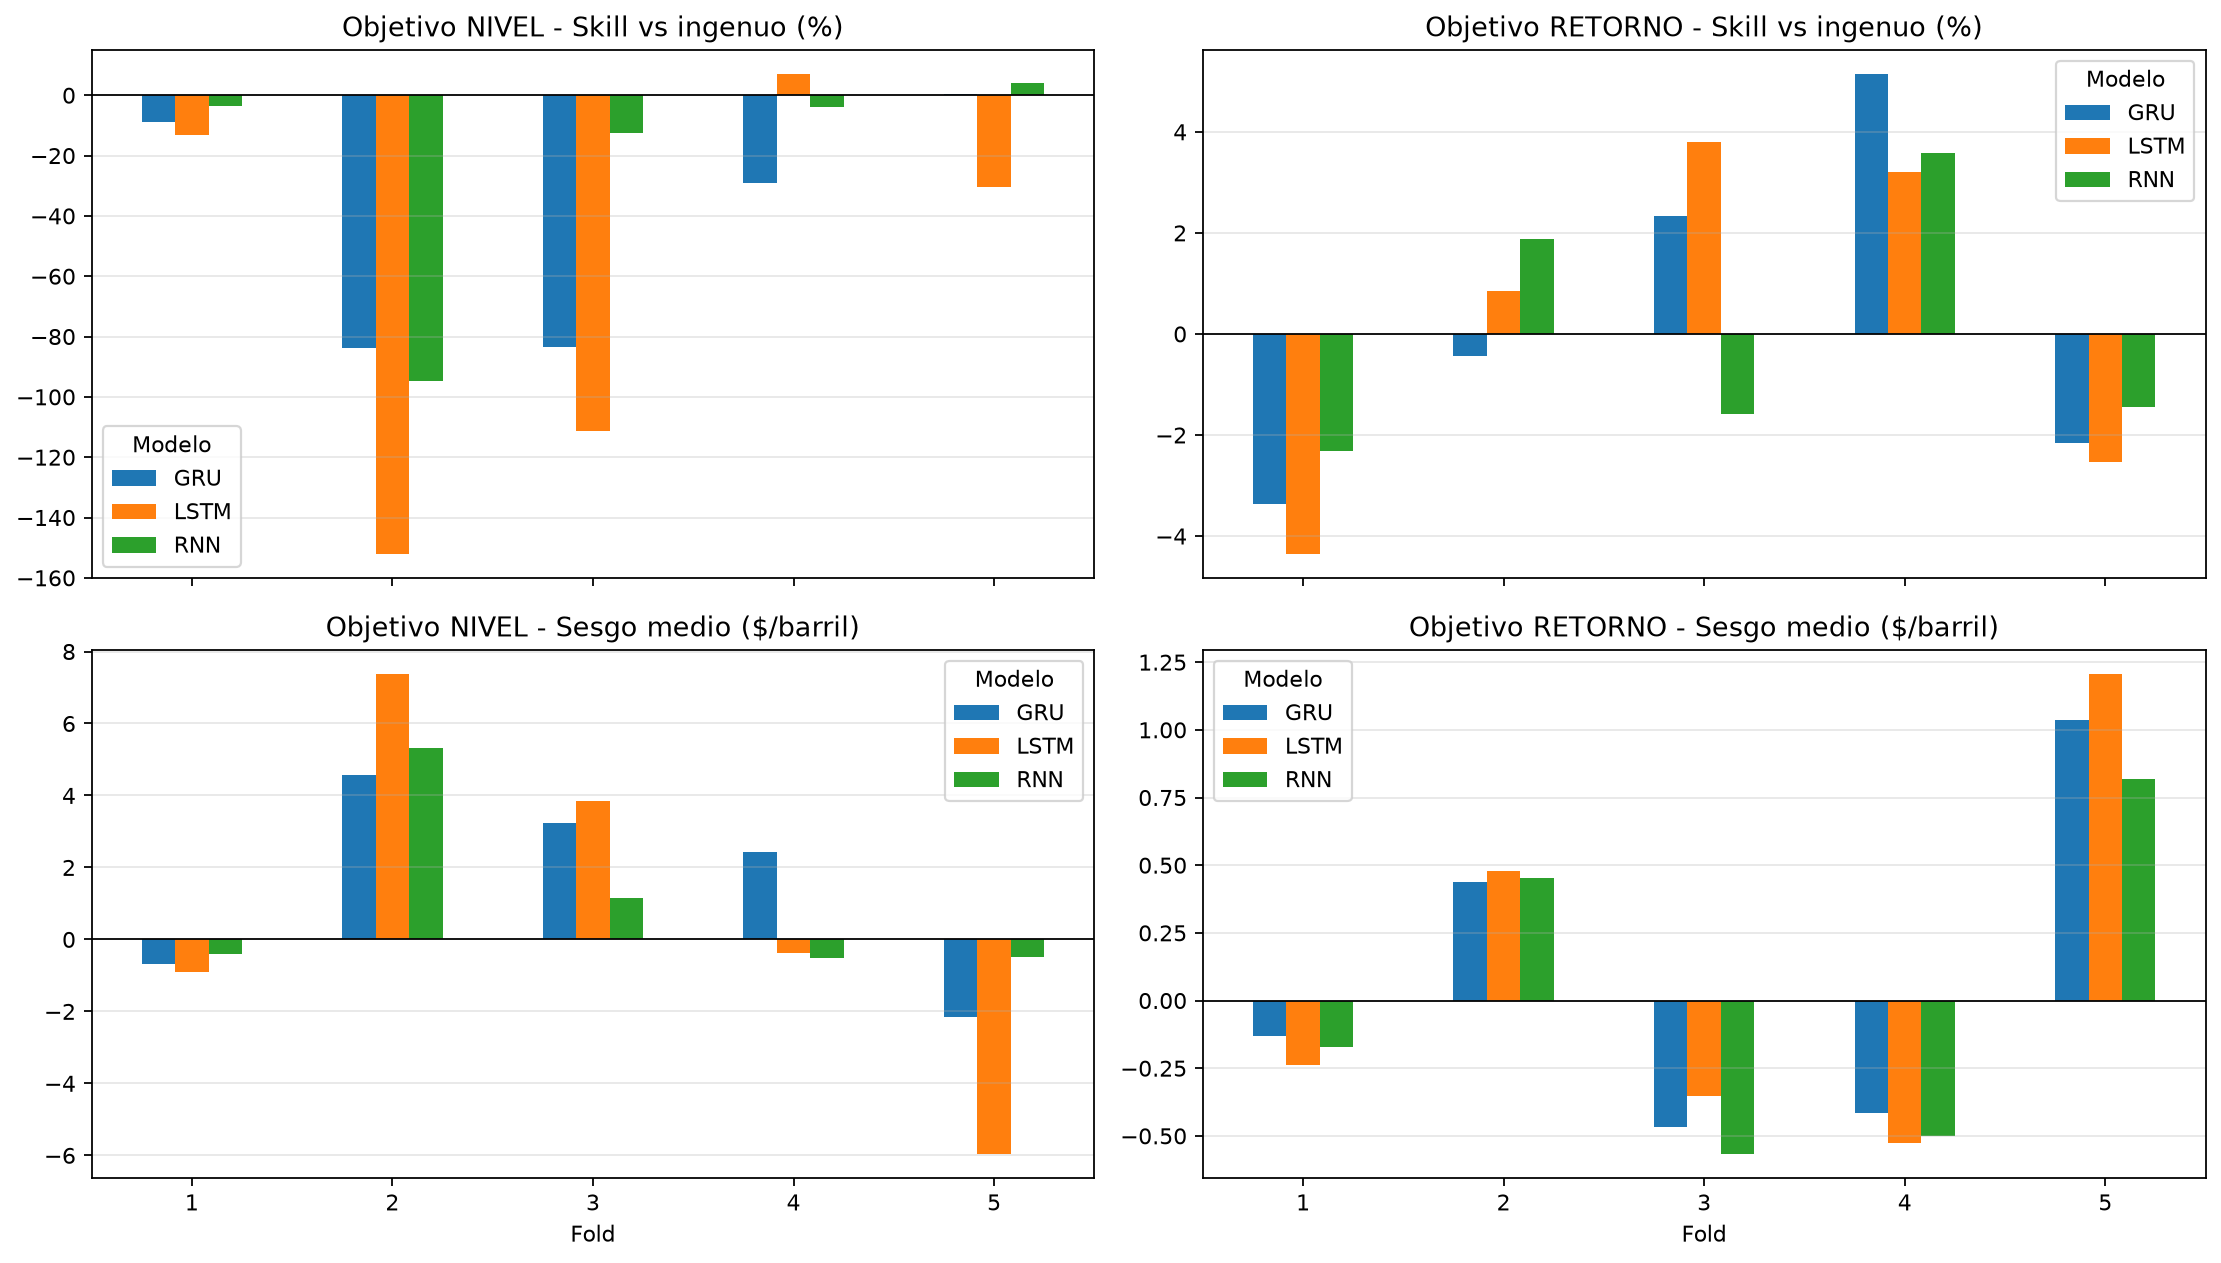 Objetivo NIVEL - Skill vs ingenuo (%)
0
−20
−40
−60
−80
−100
−120
−140
−160
Modelo
GRU
LSTM
RNN
Objetivo RETORNO - Skill vs ingenuo (%)
4
2
0
−2
−4
Modelo
GRU
LSTM
RNN
Objetivo NIVEL - Sesgo medio ($/barril)
8
6
4
2
0
−2
−4
−6
Modelo
GRU
LSTM
RNN
1 2 3 4 5
Fold
Objetivo RETORNO - Sesgo medio ($/barril)
1.25
1.00
0.75
0.50
0.25
0.00
−0.25
−0.50
Modelo
GRU
LSTM
RNN
1 2 3 4 5
Fold